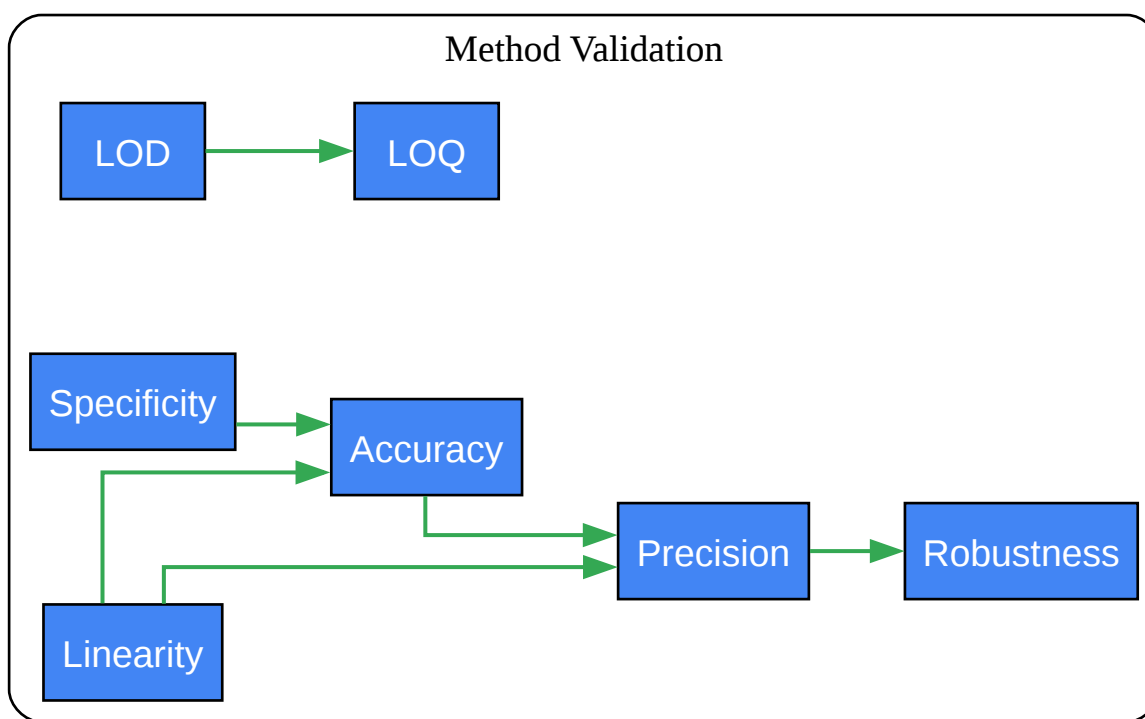 Method Validation
LOD
LOQ
Specificity
Accuracy
Precision
Robustness
Linearity